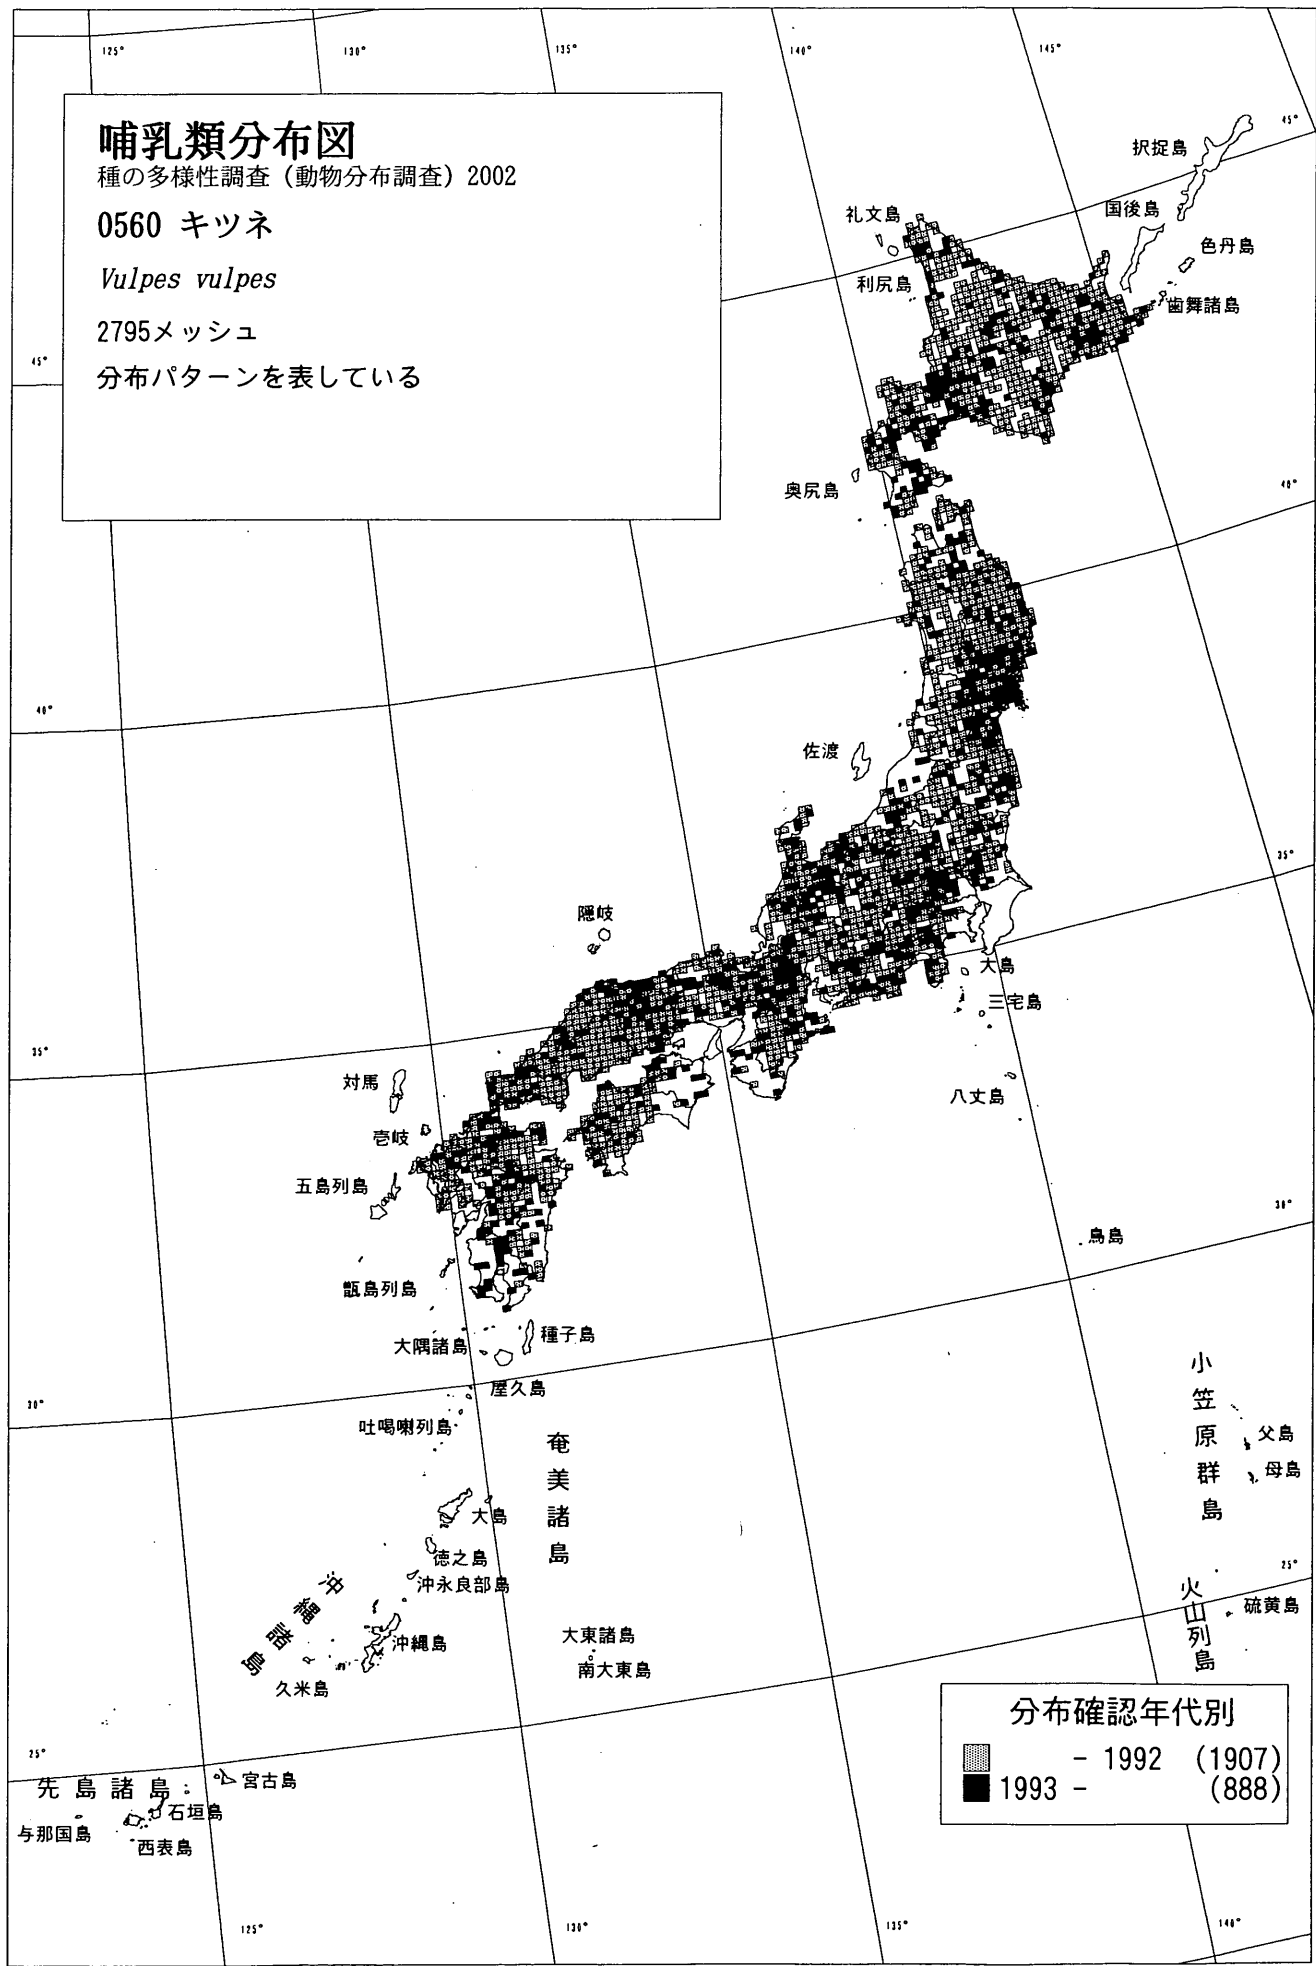 125°
130°
135°
140°
145°
哺乳類分布図
種の多様性調査（動物分布調査）2002
0560 キツネ
Vulpes vulpes
2795メッシュ
分布パターンを表している
45°
択捉島
国後島
礼文島
色丹島
利尻島
歯舞諸島
45°
奥尻島
40°
40°
佐渡
35°
隠岐
大島
三宅島
35°
対馬
八丈島
壱岐
五島列島
30°
鳥島
甑島列島
種子島
大隅諸島
屋久島
30°
吐喝喇列島
奄美諸島
小笠原群島
父島
母島
大島
徳之島
沖永良部島
25°
沖縄諸島
火山列島
硫黄島
沖縄島
大東諸島
南大東島
久米島
分布確認年代別
- 1992 (1907)
1993 - (888)
25°
先島諸島
宮古島
石垣島
与那国島
西表島
125°
130°
135°
140°